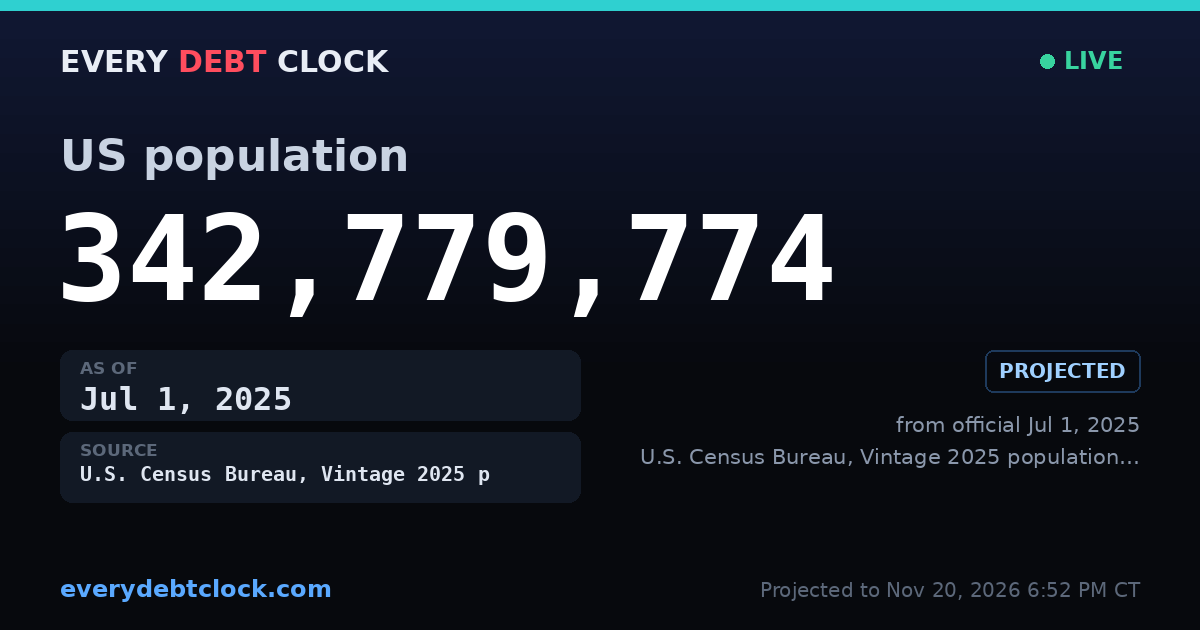 EVERY DEBT CLOCK
LIVE
US population
342,779,774
AS OF
Jul 1, 2025
SOURCE
U.S. Census Bureau, Vintage 2025 p
PROJECTED
from official Jul 1, 2025
U.S. Census Bureau, Vintage 2025 population…
everydebtclock.com
Projected to Nov 20, 2026 6:52 PM CT